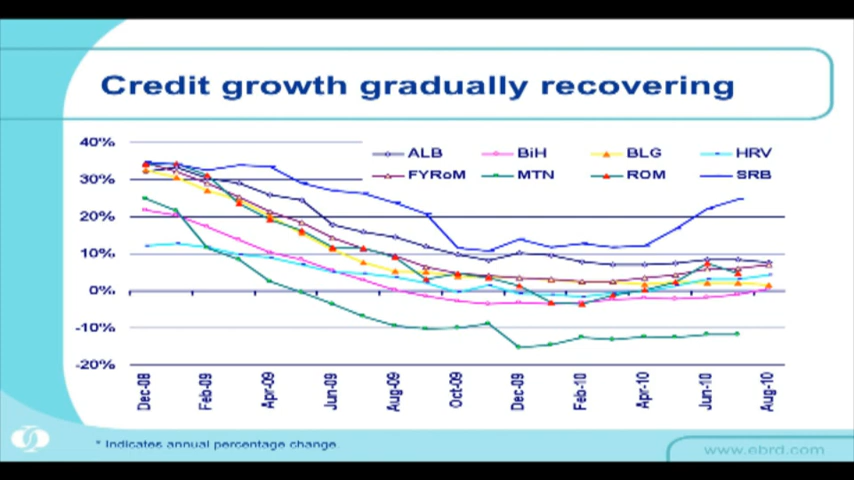 Credit growth gradually recovering
40%
30%
20%
10%
0%
-10%
-20%
ALB BiH BLG HRV
FYRoM MTN ROM SRB
Dec-08 Feb-09 Apr-09 Jun-09 Aug-09 Oct-09 Dec-09 Feb-10 Apr-10 Jun-10 Aug-10
* Indicates annual percentage change.
www.ebrd.com